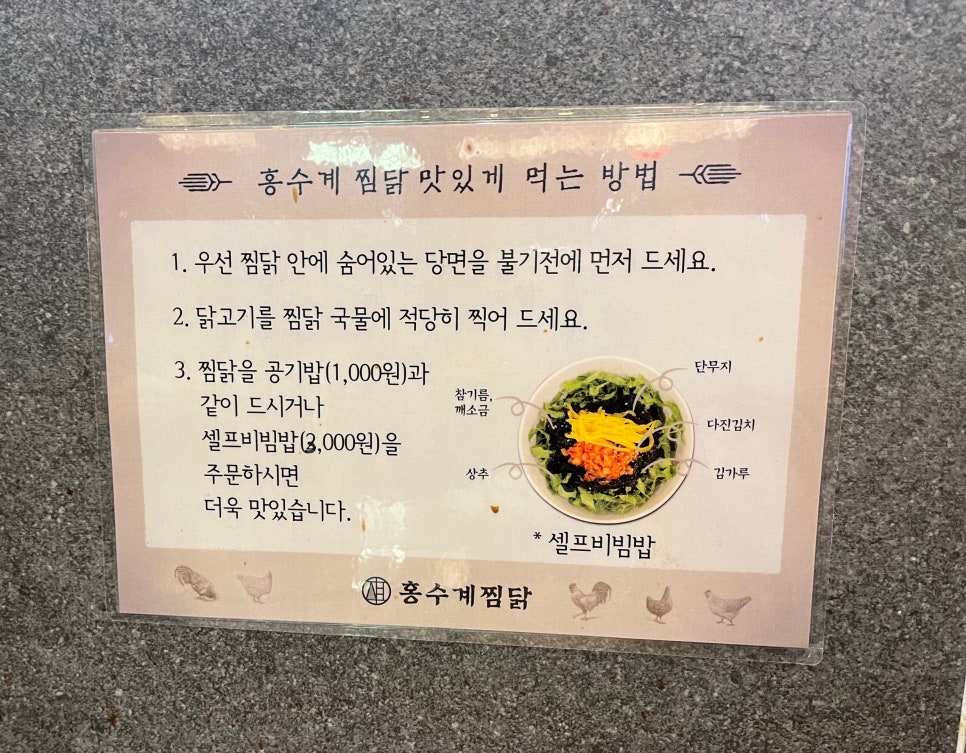 홍수계 찜닭 맛있게 먹는 방법
1. 우선 찜닭 안에 숨어있는 당면을 불기전에 먼저 드세요.
2. 닭고기를 찜닭 국물에 적당히 찍어 드세요.
3. 찜닭을 공기밥(1,000원)과
같이 드시거나
셀프비빔밥(3,000원)을
주문하시면
더욱 맛있습니다.
단무지
참기름,
깨소금
다진김치
상추
김가루
* 셀프비빔밥
홍수계찜닭